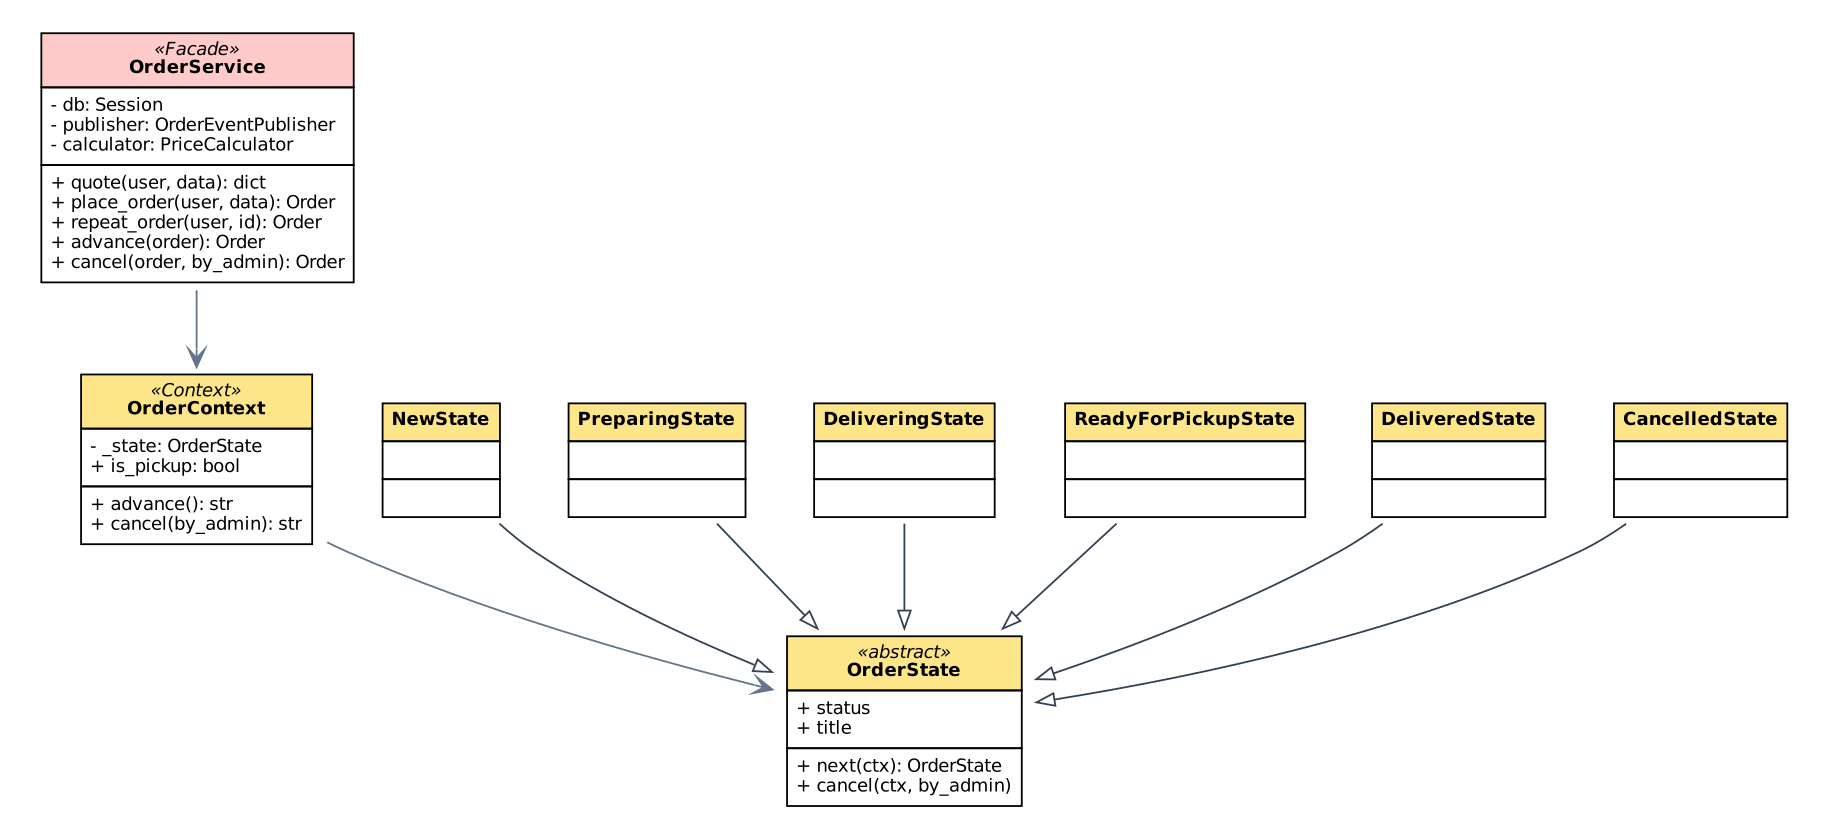 «Facade»
OrderService
- db: Session
- publisher: OrderEventPublisher
- calculator: PriceCalculator
+ quote(user, data): dict
+ place_order(user, data): Order
+ repeat_order(user, id): Order
+ advance(order): Order
+ cancel(order, by_admin): Order
«Context»
OrderContext
- _state: OrderState
+ is_pickup: bool
+ advance(): str
+ cancel(by_admin): str
NewState
PreparingState
DeliveringState
ReadyForPickupState
DeliveredState
CancelledState
«abstract»
OrderState
+ status
+ title
+ next(ctx): OrderState
+ cancel(ctx, by_admin)